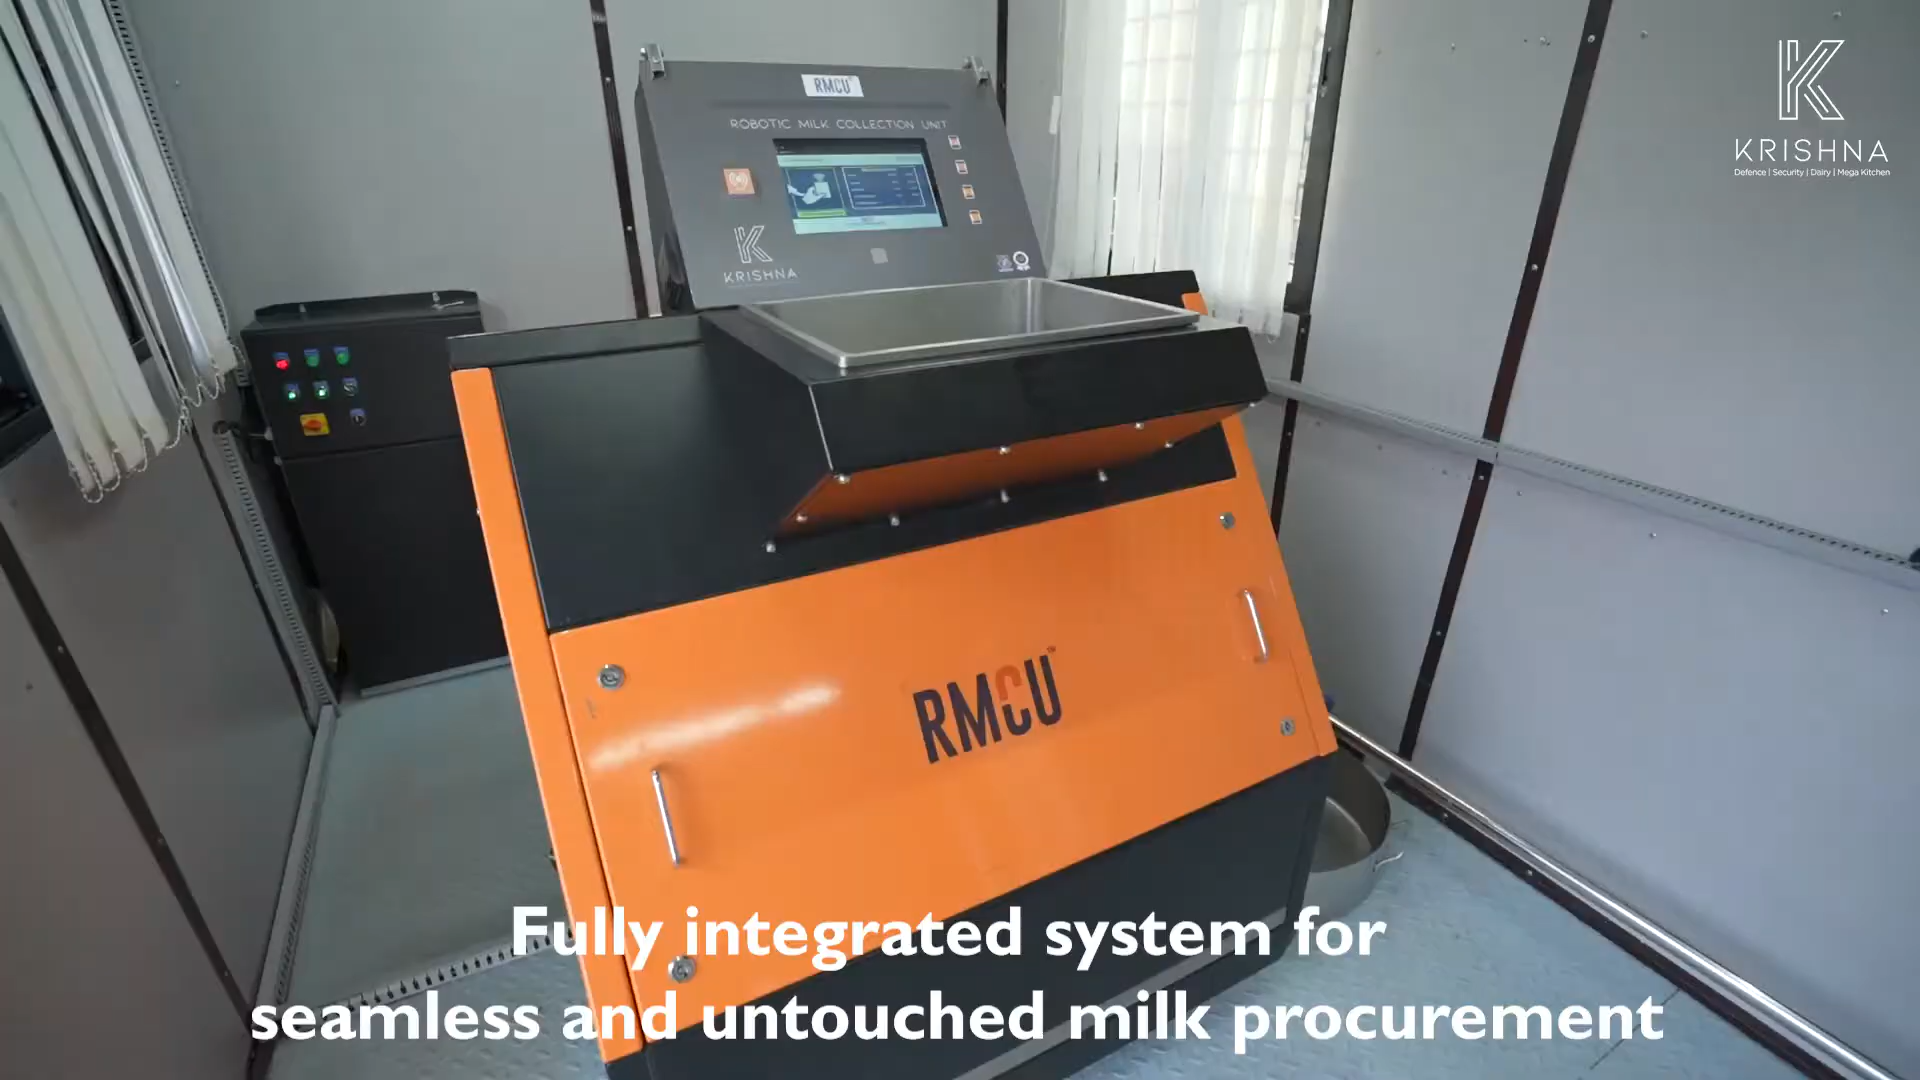 RMCU
ROBOTIC MILK COLLECTION UNIT
KRISHNA
KRISHNA
Defence | Security | Dairy | Mega Kitchen
RMCU™
Fully integrated system for
seamless and untouched milk procurement